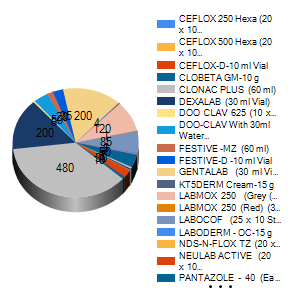 CEFLOX 250 Hexa (20
x 10...
CEFLOX 500 Hexa (20
x 10...
CEFLOX-D-10 ml Vial
CLOBETA GM-10 g
CLONAC PLUS (60 ml)
DEXALAB (30 ml Vial)
DOO CLAV 625 (10 x...
DOO-CLAV With 30ml
Water...
FESTIVE -MZ (60 ml)
FESTIVE-D -10 ml Vial
GENTALAB (30 ml Vi...
KT5DERM Cream-15 g
LABMOX 250 (Grey (...
LABMOX 250 (Red) (3...
LABOCOF (25 x 10 St...
LABODERM - OC-15 g
NDS-N-FLOX TZ (20 x...
NEULAB ACTIVE (20
x 10...
PANTAZOLE - 40 (Ea...
200
4
120
85
480
200